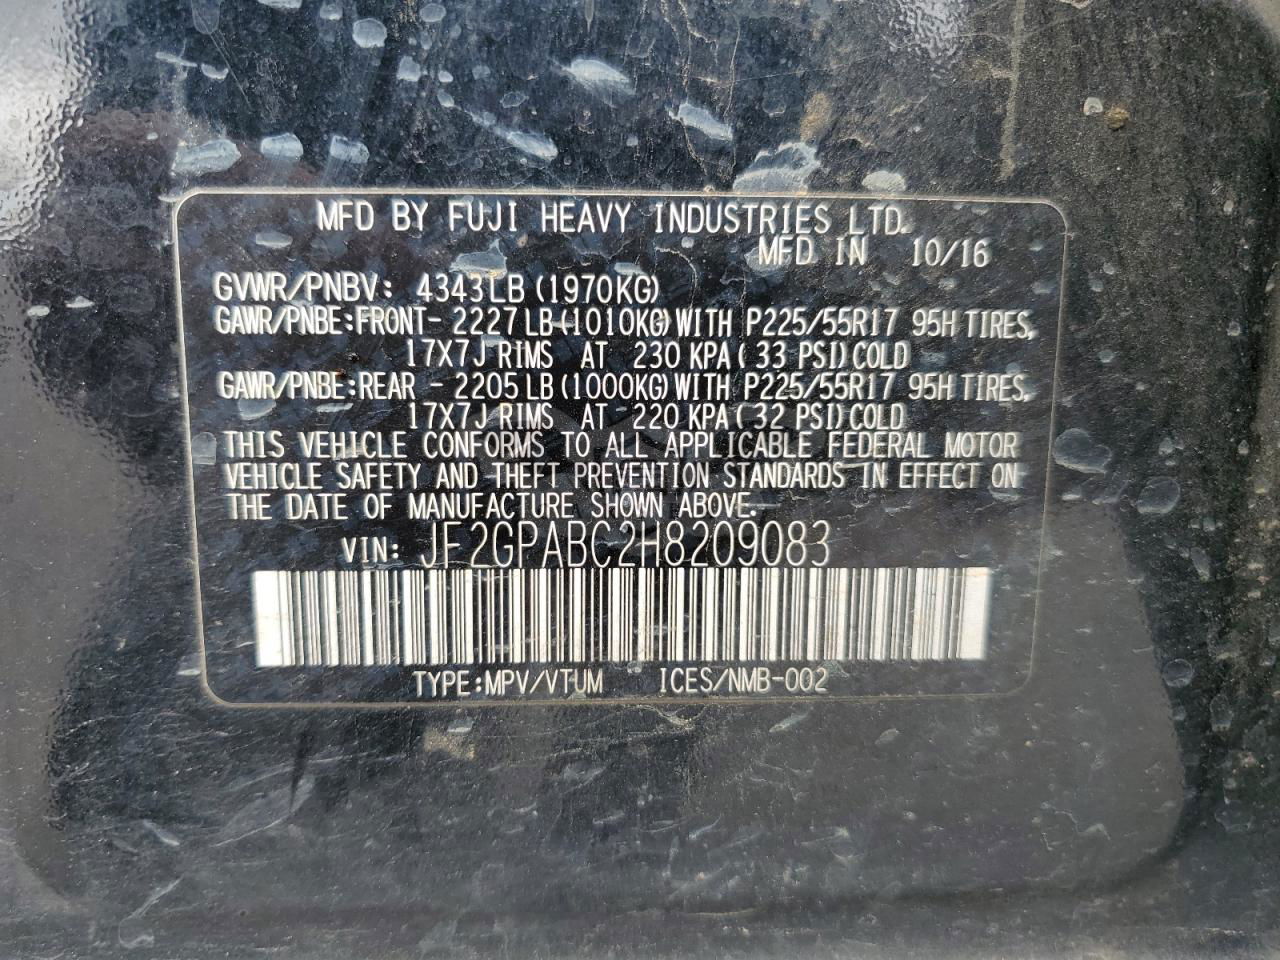 MFD BY FUJI HEAVY INDUSTRIES LTD.
MFD IN 10/16
GVWR/PNBV: 4343LB (1970KG)
GAWR/PNBE:FRONT- 2227 LB (1010KG) WITH P225/55R17 95H TIRES,
17X7J RIMS AT 230 KPA ( 33 PSI) COLD
GAWR/PNBE:REAR - 2205 LB (1000KG) WITH P225/55R17 95H TIRES,
17X7J RIMS AT 220 KPA ( 32 PSI) COLD
THIS VEHICLE CONFORMS TO ALL APPLICABLE FEDERAL MOTOR
VEHICLE SAFETY AND THEFT PREVENTION STANDARDS IN EFFECT ON
THE DATE OF MANUFACTURE SHOWN ABOVE.
VIN: JF2GPABC2H8209083
TYPE:MPV/VTUM ICES/NMB-002